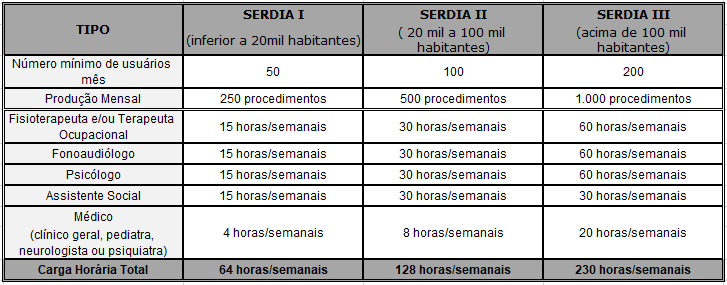 TIPO
SERDIA I
(inferior a 20mil habitantes)
SERDIA II
( 20 mil a 100 mil
habitantes)
SERDIA III
(acima de 100 mil
habitantes)
Número mínimo de usuários
mês
50
100
200
Produção Mensal
250 procedimentos
500 procedimentos
1.000 procedimentos
Fisioterapeuta e/ou Terapeuta
Ocupacional
15 horas/semanais
30 horas/semanais
60 horas/semanais
Fonoaudiólogo
15 horas/semanais
30 horas/semanais
60 horas/semanais
Psicólogo
15 horas/semanais
30 horas/semanais
60 horas/semanais
Assistente Social
15 horas/semanais
30 horas/semanais
30 horas/semanais
Médico
(clínico geral, pediatra,
neurologista ou psiquiatra)
4 horas/semanais
8 horas/semanais
20 horas/semanais
Carga Horária Total
64 horas/semanais
128 horas/semanais
230 horas/semanais